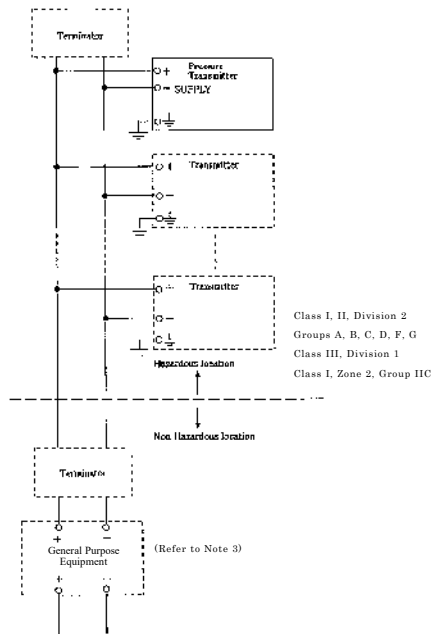 Terminator
Pressure
Transmitter
+
− SUPPLY
Transmitter
−
Transmitter
−
Class I, II, Division 2
Groups A, B, C, D, F, G
Class III, Division 1
Class I, Zone 2, Group IIC
Hazardous location
Non Hazardous location
Terminator
+ −
General Purpose
Equipment
(Refer to Note 3)
+